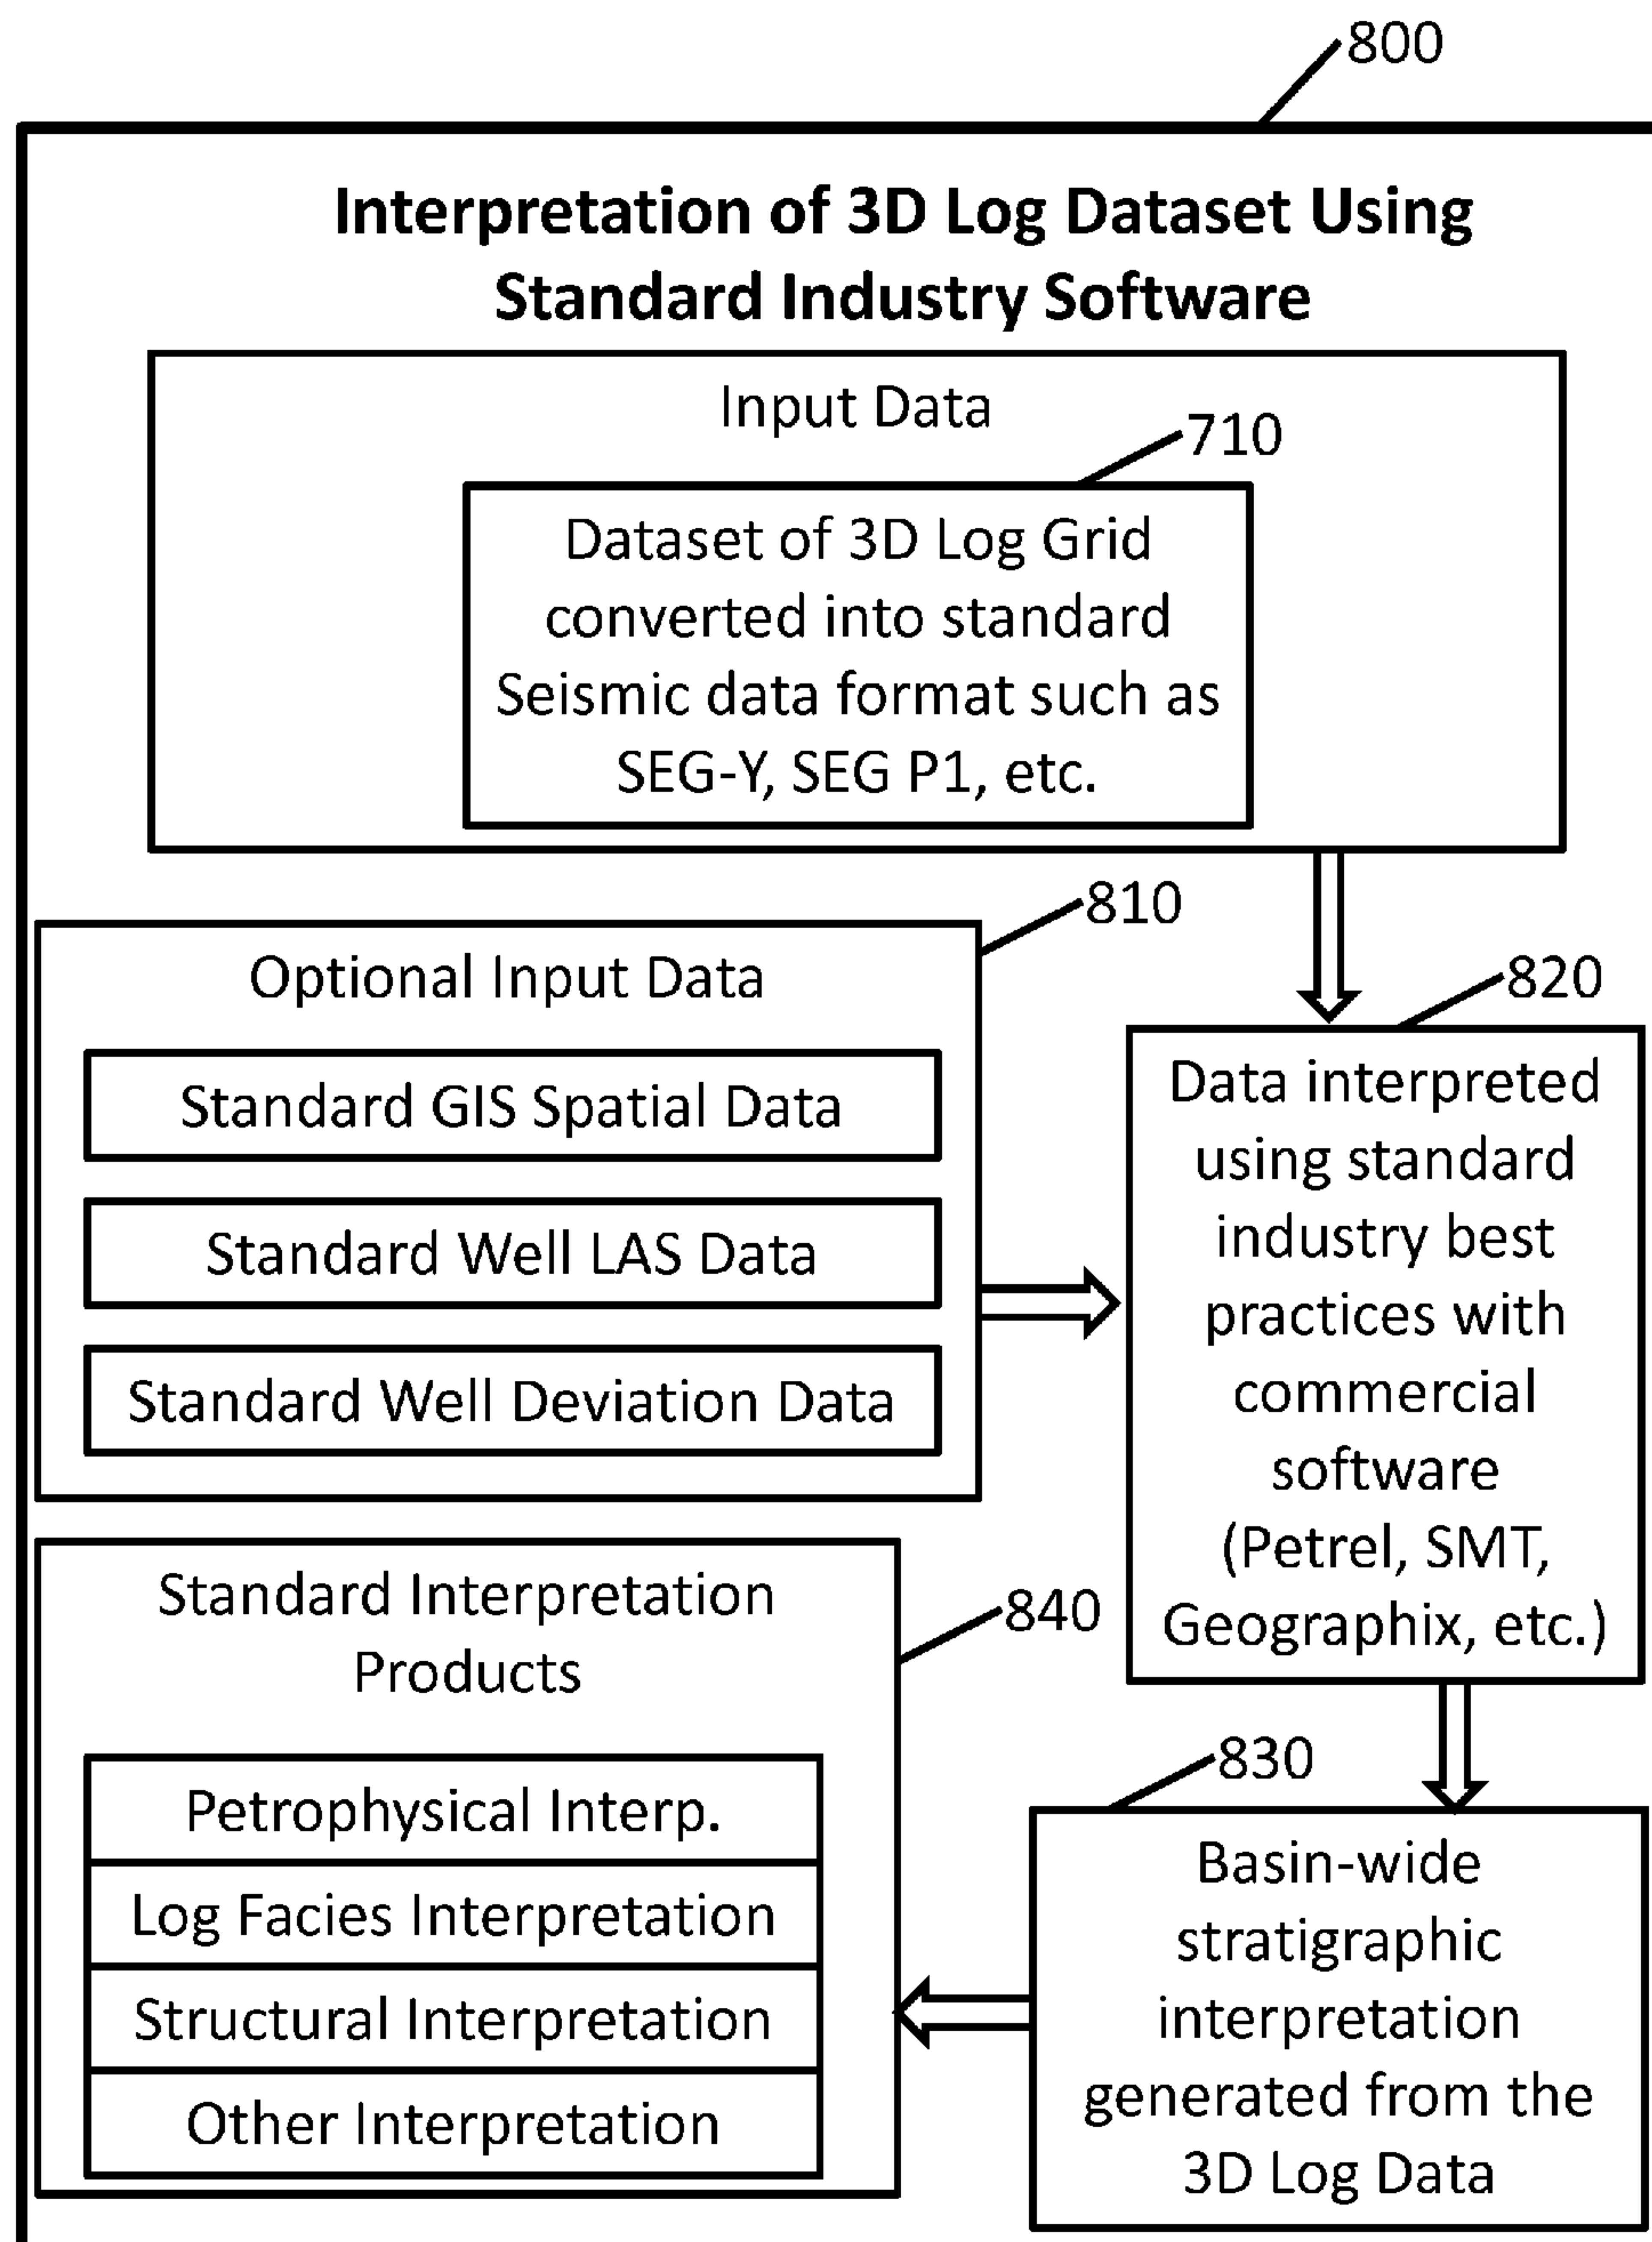 800
Interpretation of 3D Log Dataset Using
Standard Industry Software
Input Data
710
Dataset of 3D Log Grid
converted into standard
Seismic data format such as
SEG-Y, SEG P1, etc.
810
Optional Input Data
Standard GIS Spatial Data
Standard Well LAS Data
Standard Well Deviation Data
820
Data interpreted
using standard
industry best
practices with
commercial
software
(Petrel, SMT,
Geographix, etc.)
830
Basin-wide
stratigraphic
interpretation
generated from the
3D Log Data
840
Standard Interpretation
Products
Petrophysical Interp.
Log Facies Interpretation
Structural Interpretation
Other Interpretation